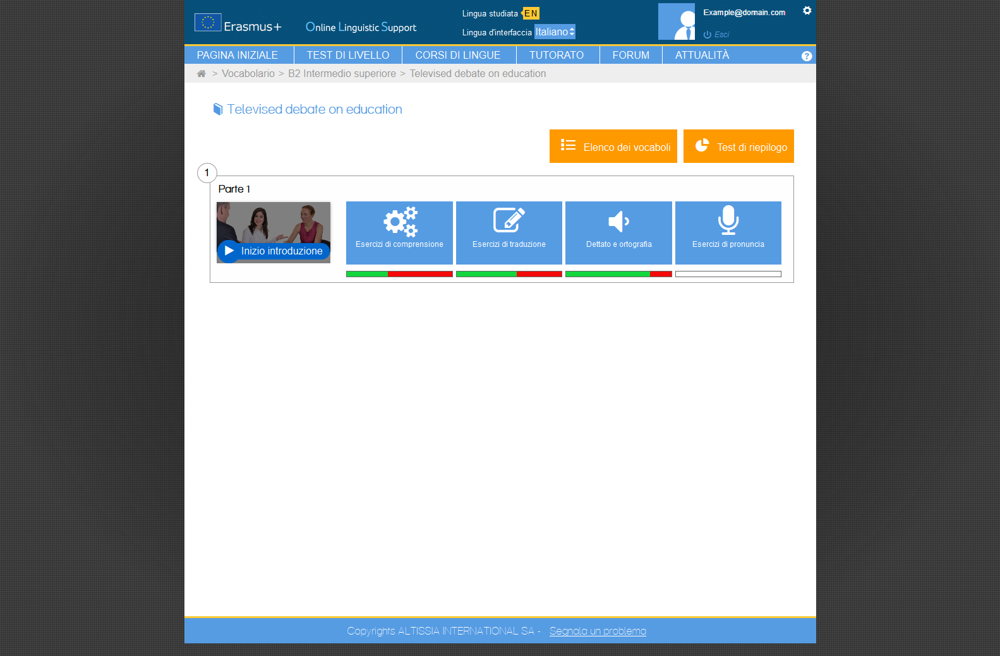 Erasmus+
Online Linguistic Support
Lingua studiata EN
Lingua d'interfaccia Italiano
Example@domain.com
Esci
PAGINA INIZIALE
TEST DI LIVELLO
CORSI DI LINGUE
TUTORATO
FORUM
ATTUALITÀ
?
> Vocabolario > B2 Intermedio superiore > Televised debate on education
Televised debate on education
Elenco dei vocaboli
Test di riepilogo
1
Parte 1
Inizio introduzione
Esercizi di comprensione
Esercizi di traduzione
Dettato e ortografia
Esercizi di pronuncia
Copyrights ALTISSIA INTERNATIONAL SA - Segnala un problema